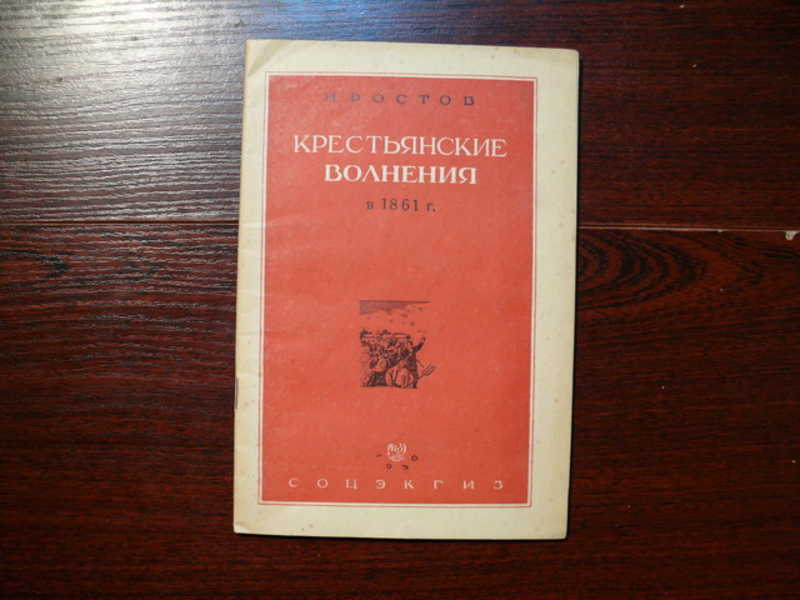 Н РОСТОВ
КРЕСТЬЯНСКИЕ
ВОЛНЕНИЯ
в 1861 г.
СОЦЭКГИЗ